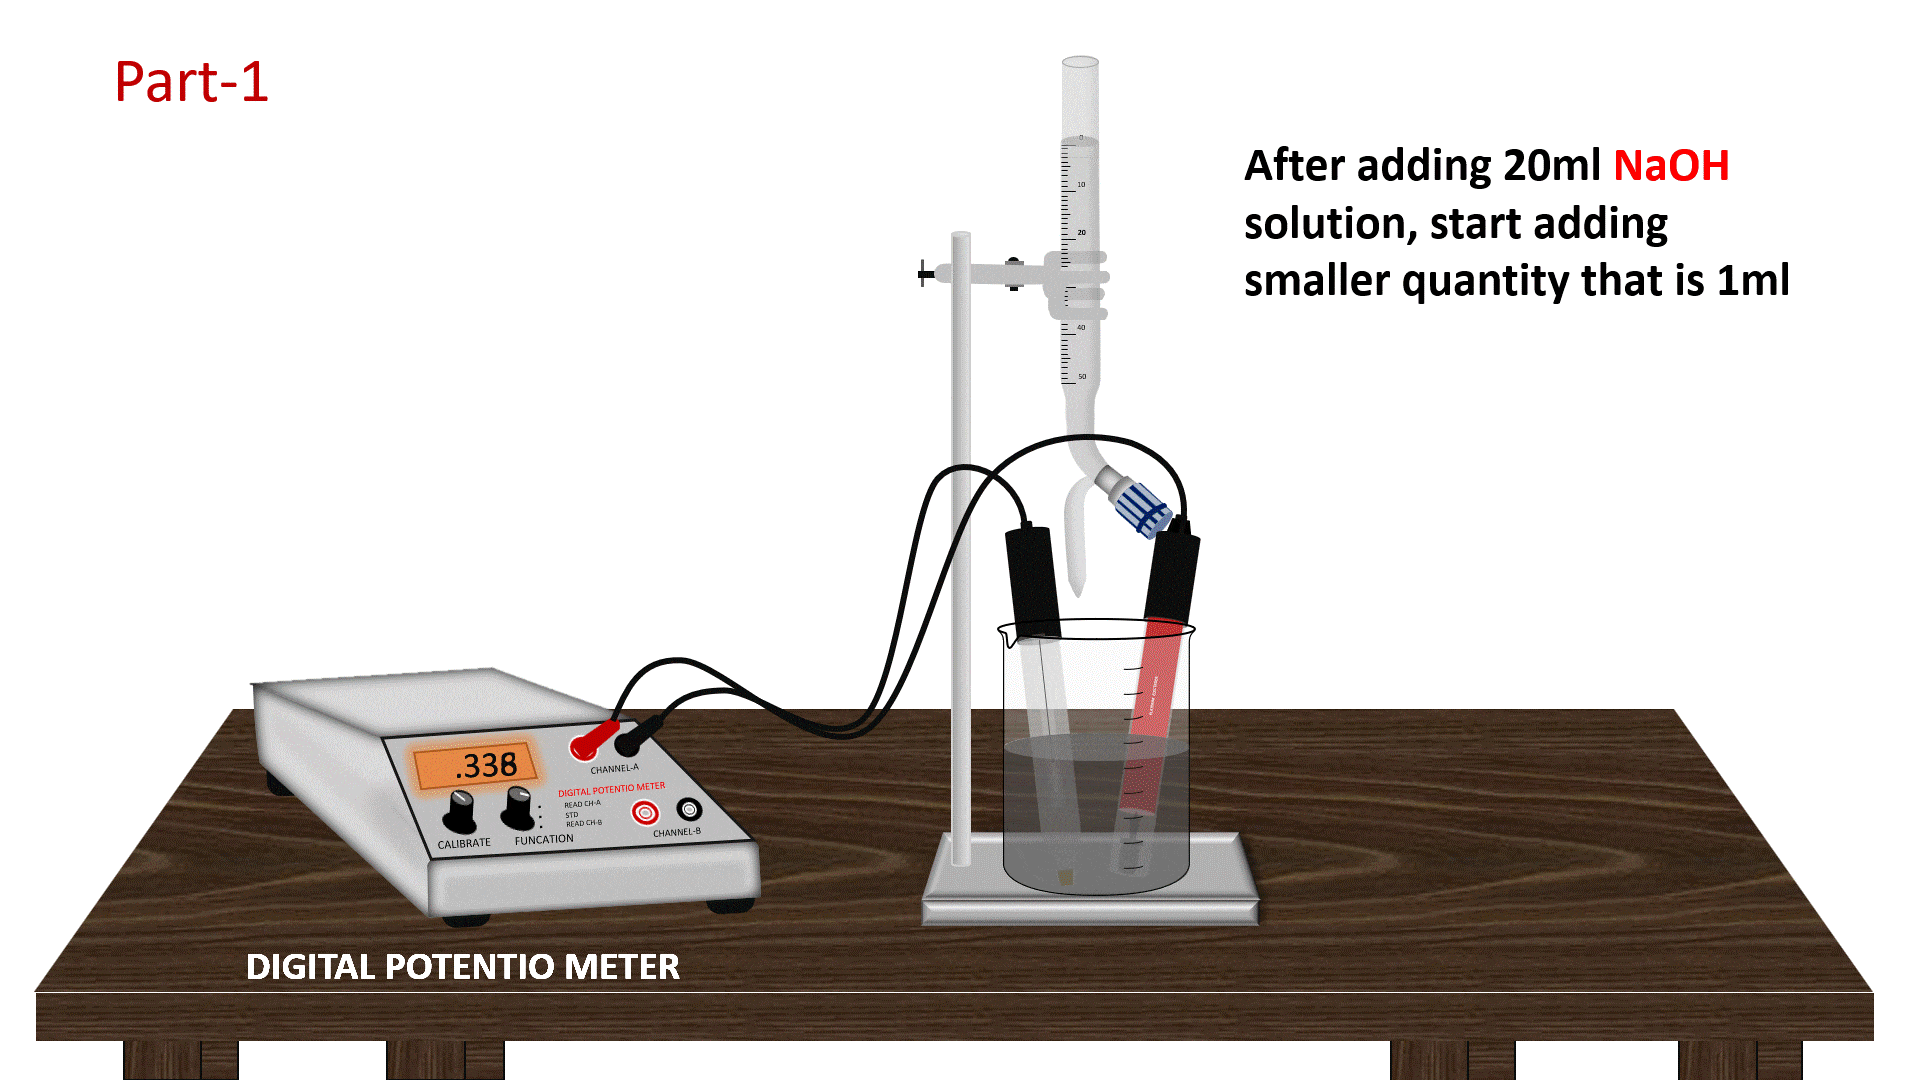 Part-1
After adding 20ml NaOH
solution, start adding
smaller quantity that is 1ml
0
10
20
40
50
CHANNEL-A
DIGITAL POTENTIO METER
READ CH-A
STD
READ CH-B
CHANNEL-B
CALIBRATE
FUNCATION
DIGITAL POTENTIO METER